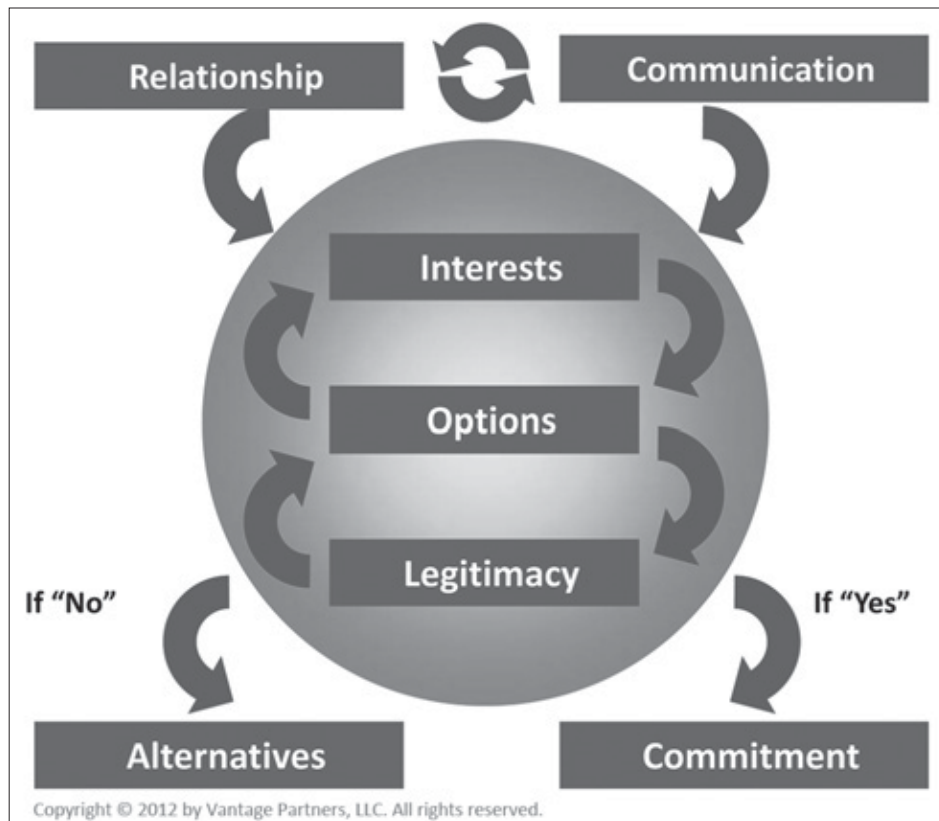 Relationship
Communication
Interests
Options
Legitimacy
If “No”
If “Yes”
Alternatives
Commitment
Copyright © 2012 by Vantage Partners, LLC. All rights reserved.